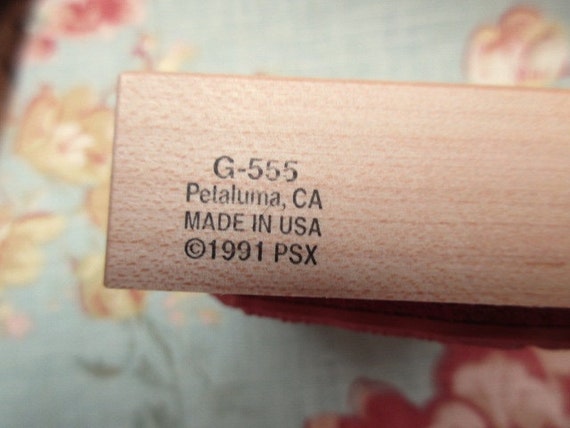 G-555
Petaluma, CA
MADE IN USA
©1991 PSX